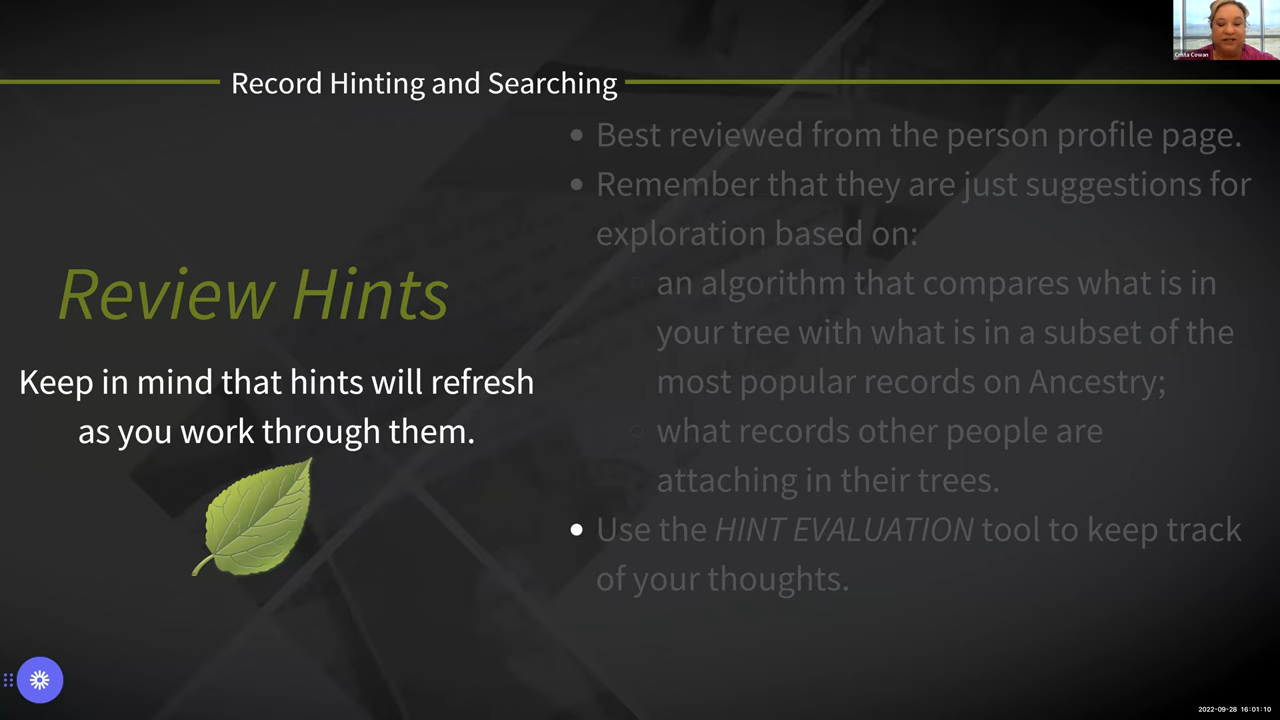 Crista Cowan
Record Hinting and Searching
Review Hints
Keep in mind that hints will refresh
as you work through them.
• Best reviewed from the person profile page.
• Remember that they are just suggestions for
exploration based on:
○ an algorithm that compares what is in
your tree with what is in a subset of the
most popular records on Ancestry;
○ what records other people are
attaching in their trees.
• Use the HINT EVALUATION tool to keep track
of your thoughts.
2022-09-28 16:01:10